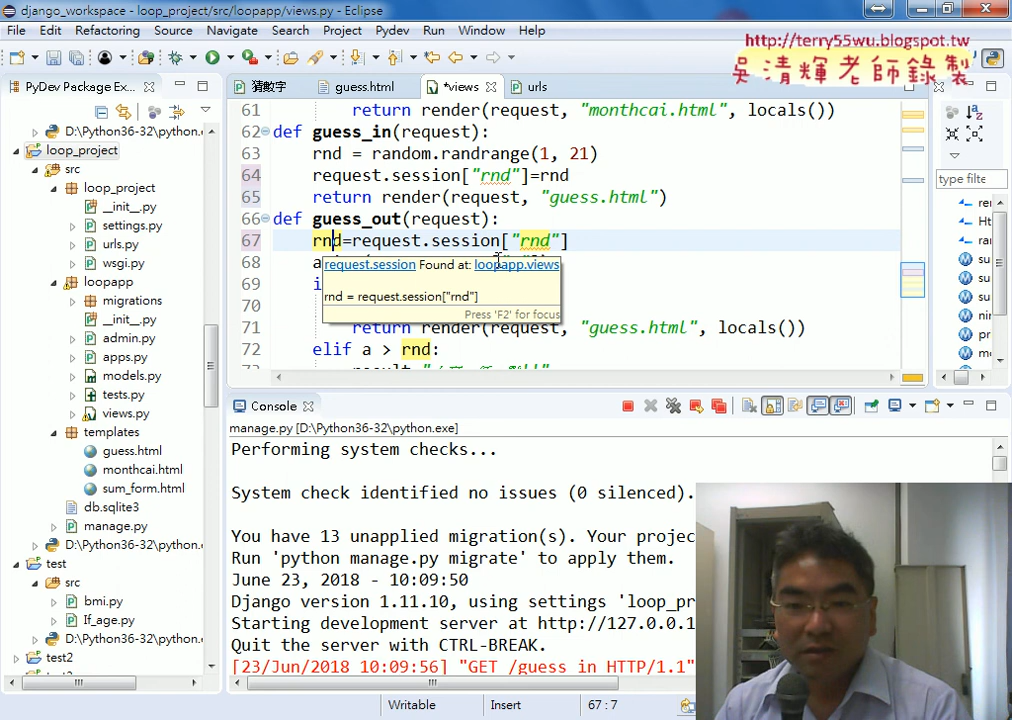 django_workspace - loop_project/src/loopapp/views.py - Eclipse
File Edit Refactoring Source Navigate Search Project Pydev Run Window Help
http://terry55wu.blogspot.tw
吳清輝老師錄製
PyDev Package Ex...
D:\Python36-32\python.
loop_project
src
loop_project
__init__.py
settings.py
urls.py
wsgi.py
loopapp
migrations
__init__.py
admin.py
apps.py
models.py
tests.py
views.py
templates
guess.html
monthcai.html
sum_form.html
db.sqlite3
manage.py
D:\Python36-32\python.
test
src
bmi.py
If_age.py
D:\Python36-32\python.
test2
猜數字 guess.html *views urls
61 return render(request, "monthcai.html", locals())
62 def guess_in(request):
63 rnd = random.randrange(1, 21)
64 request.session["rnd"]=rnd
65 return render(request, "guess.html")
66 def guess_out(request):
67 rnd=request.session["rnd"]
68 a
request.session Found at: loopapp.views
rnd = request.session["rnd"]
Press 'F2' for focus
70
71 return render(request, "guess.html", locals())
72 elif a > rnd:
type filte
Console
manage.py [D:\Python36-32\python.exe]
Performing system checks...
System check identified no issues (0 silenced).
You have 13 unapplied migration(s). Your projec
Run 'python manage.py migrate' to apply them.
June 23, 2018 - 10:09:50
Django version 1.11.10, using settings 'loop_pr
Starting development server at http://127.0.0.1
Quit the server with CTRL-BREAK.
[23/Jun/2018 10:09:56] "GET /guess in HTTP/1.1"
Writable Insert 67 : 7